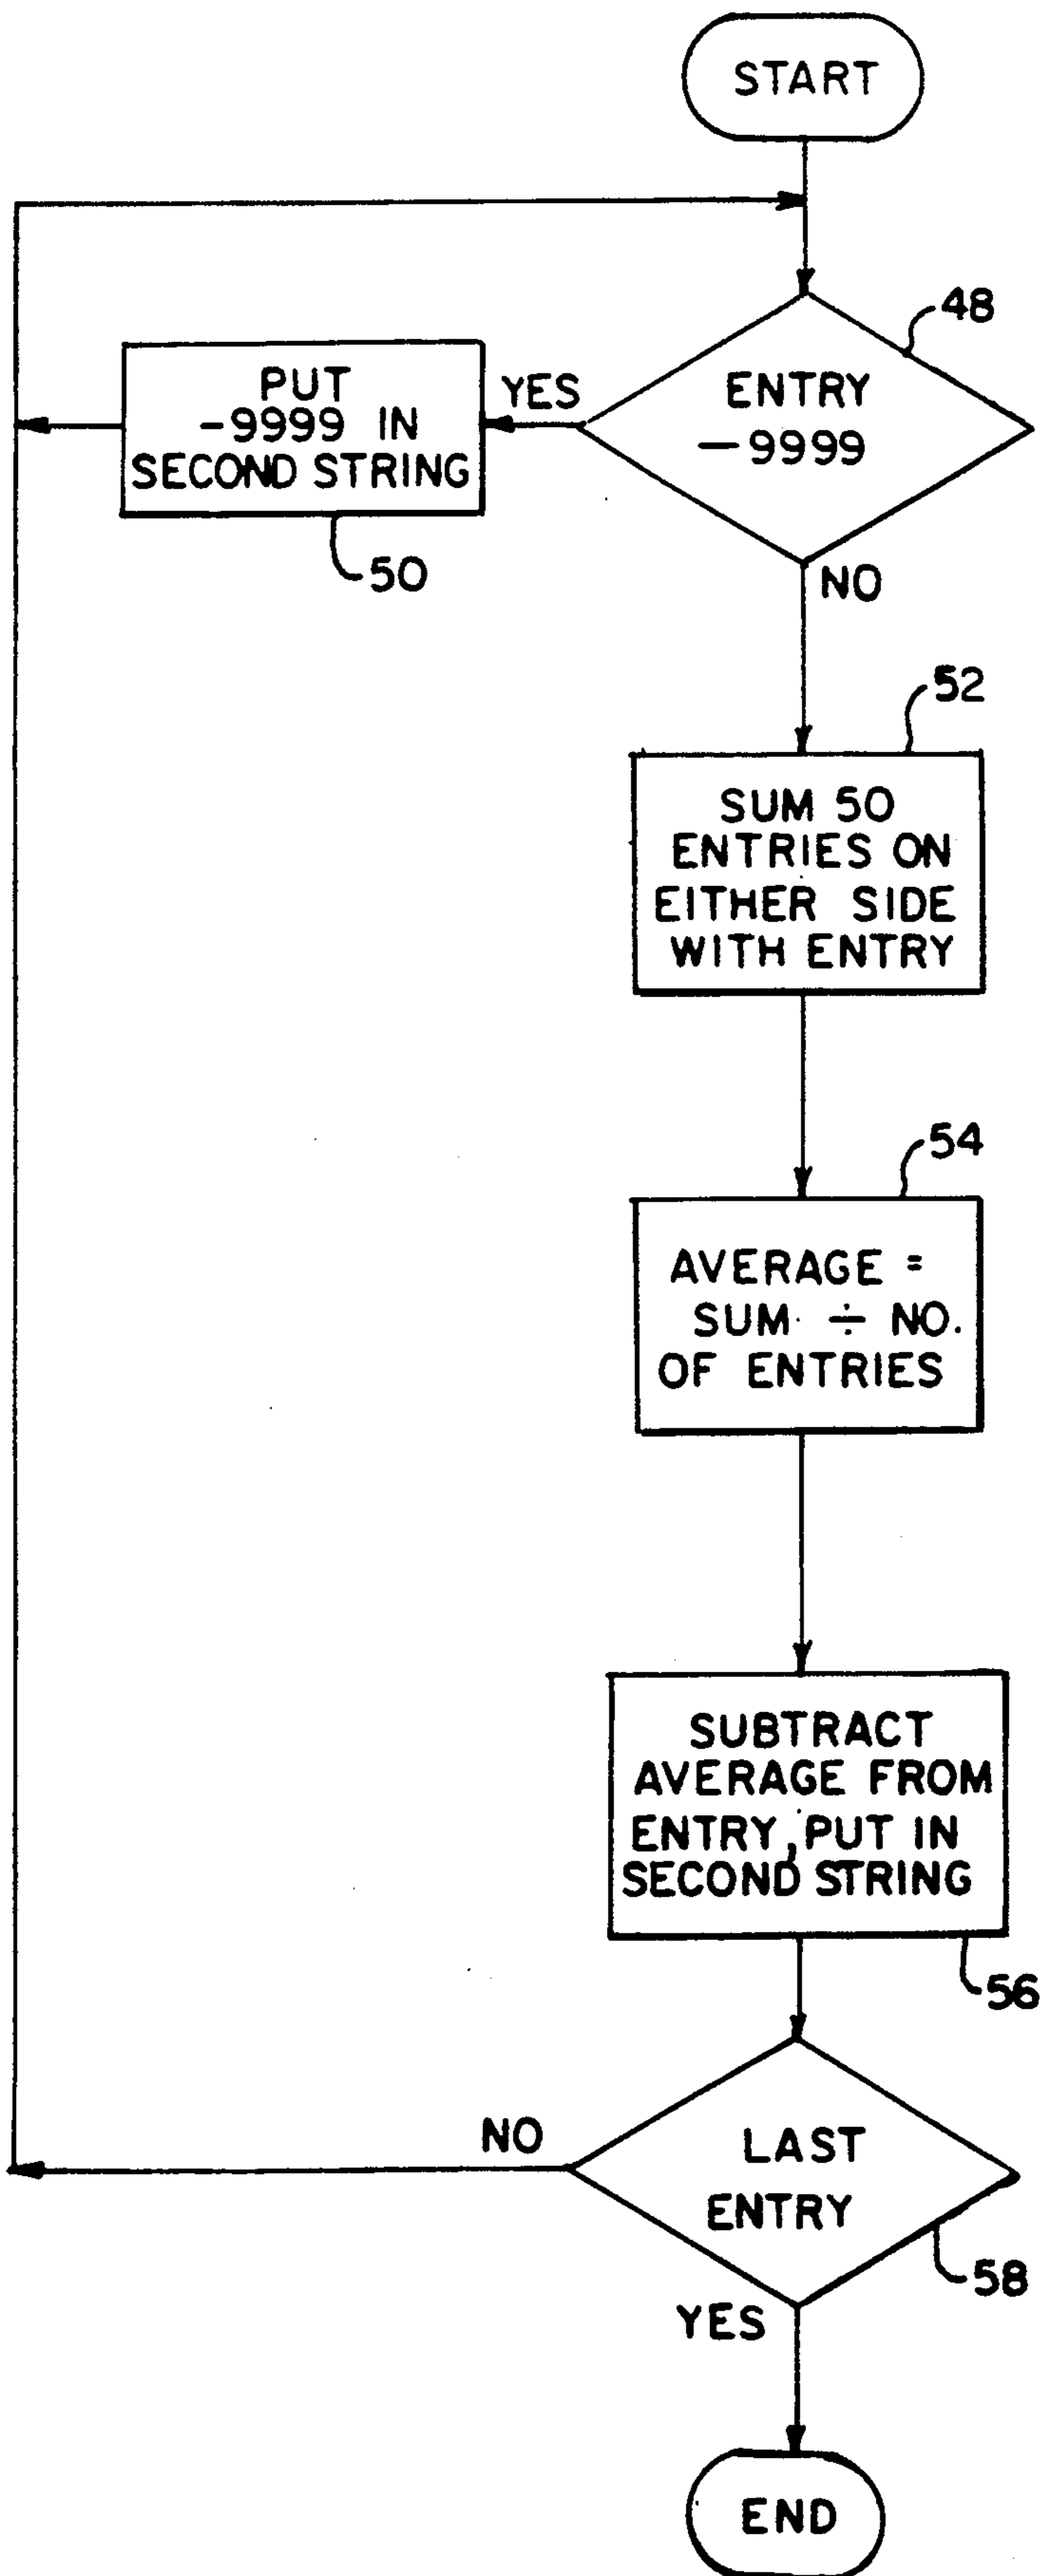 START
48
ENTRY
-9999
YES
PUT
-9999 IN
SECOND STRING
50
NO
52
SUM 50
ENTRIES ON
EITHER SIDE
WITH ENTRY
54
AVERAGE =
SUM ÷ NO.
OF ENTRIES
SUBTRACT
AVERAGE FROM
ENTRY, PUT IN
SECOND STRING
56
NO
LAST
ENTRY
58
YES
END